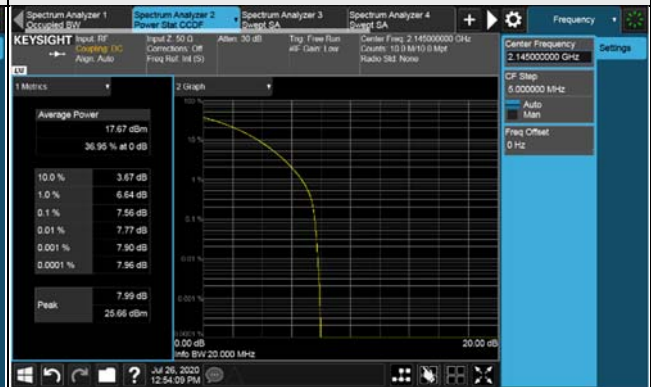 Spectrum Analyzer 1
Occupied BW
Spectrum Analyzer 2
Power Stat CCDF
Spectrum Analyzer 3
Swept SA
Spectrum Analyzer 4
Swept SA
+
Frequency
KEYSIGHT
Input: RF
Coupling: DC
Align: Auto
Input Z: 50 Ω
Corrections: Off
Freq Ref: Int (S)
Atten: 30 dB
Trig: Free Run
#IF Gain: Low
Center Freq: 2.145000000 GHz
Counts: 10.0 M/10.0 Mpt
Radio Std: None
LW
Center Frequency
2.145000000 GHz
Settings
CF Step
5.000000 MHz
Auto
Man
Freq Offset
0 Hz
1 Metrics
2 Graph
Average Power
17.67 dBm
36.95 % at 0 dB
10.0 % 3.67 dB
1.0 % 6.64 dB
0.1 % 7.56 dB
0.01 % 7.77 dB
0.001 % 7.90 dB
0.0001 % 7.96 dB
Peak 7.99 dB
25.66 dBm
100 %
10 %
1 %
0.1 %
0.01 %
0.001 %
0.0001 %
0.00 dB
20.00 dB
Info BW 20.000 MHz
?
Jul 26, 2020
12:54:09 PM